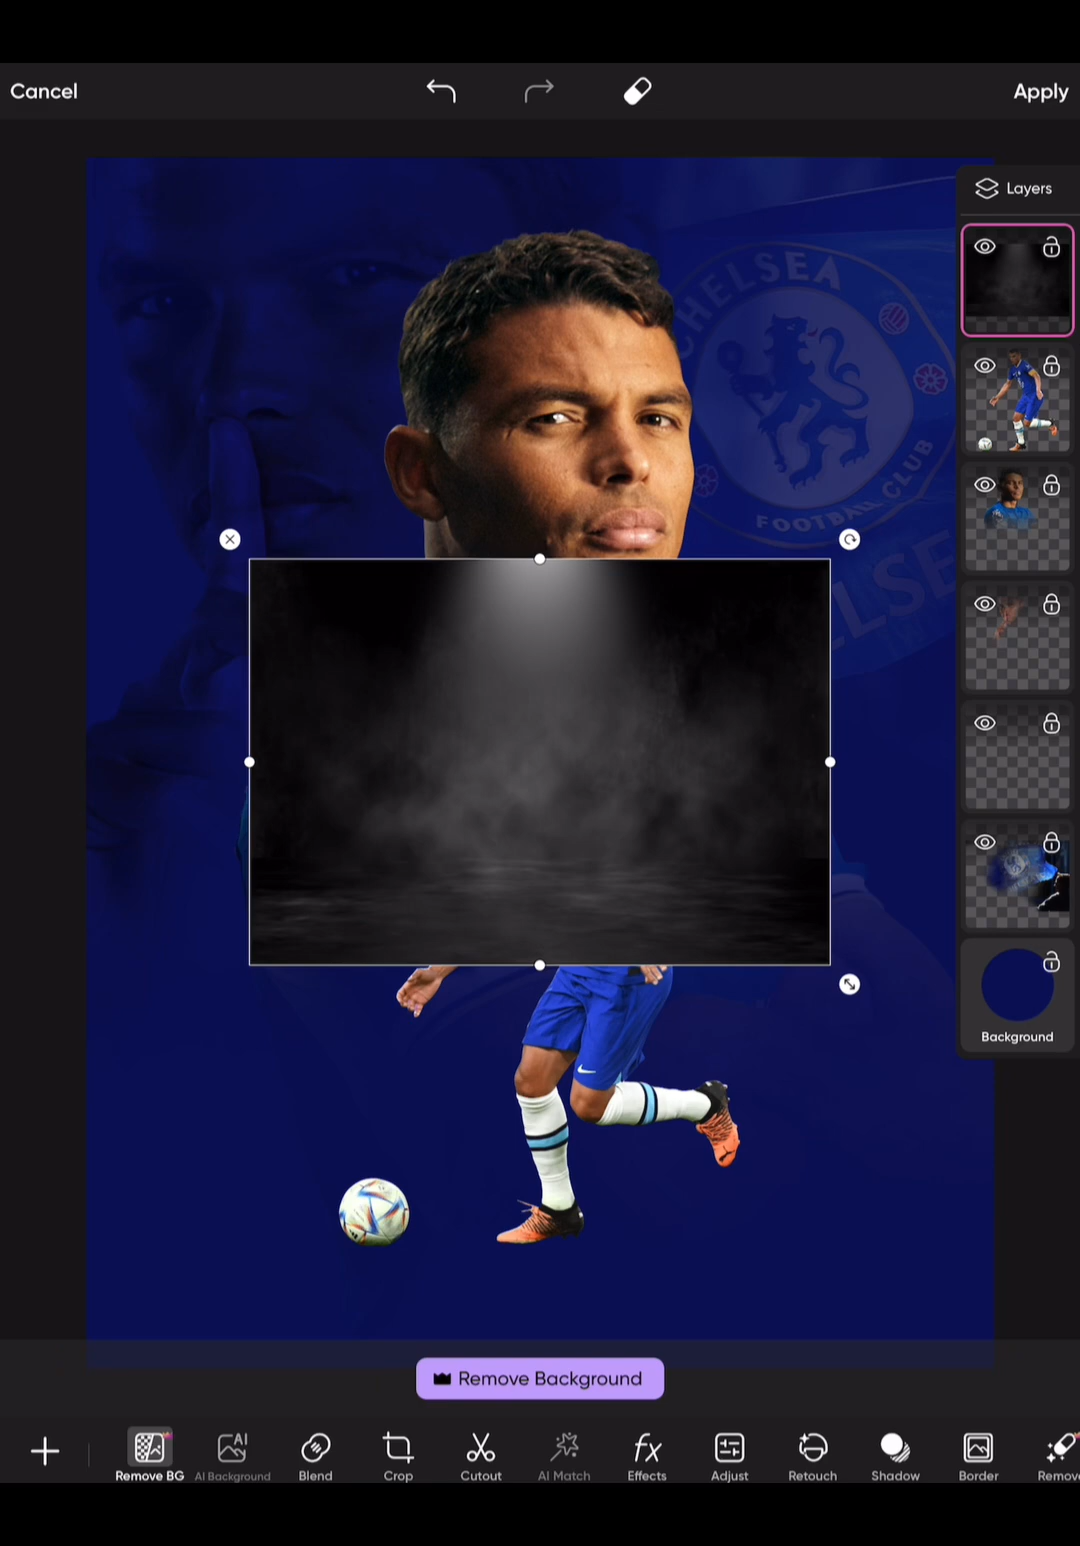 Cancel
Apply
Layers
CHELSEA
FOOTBALL CLUB
Background
Remove Background
Remove BG
AI Background
Blend
Crop
Cutout
AI Match
Effects
Adjust
Retouch
Shadow
Border
Remove